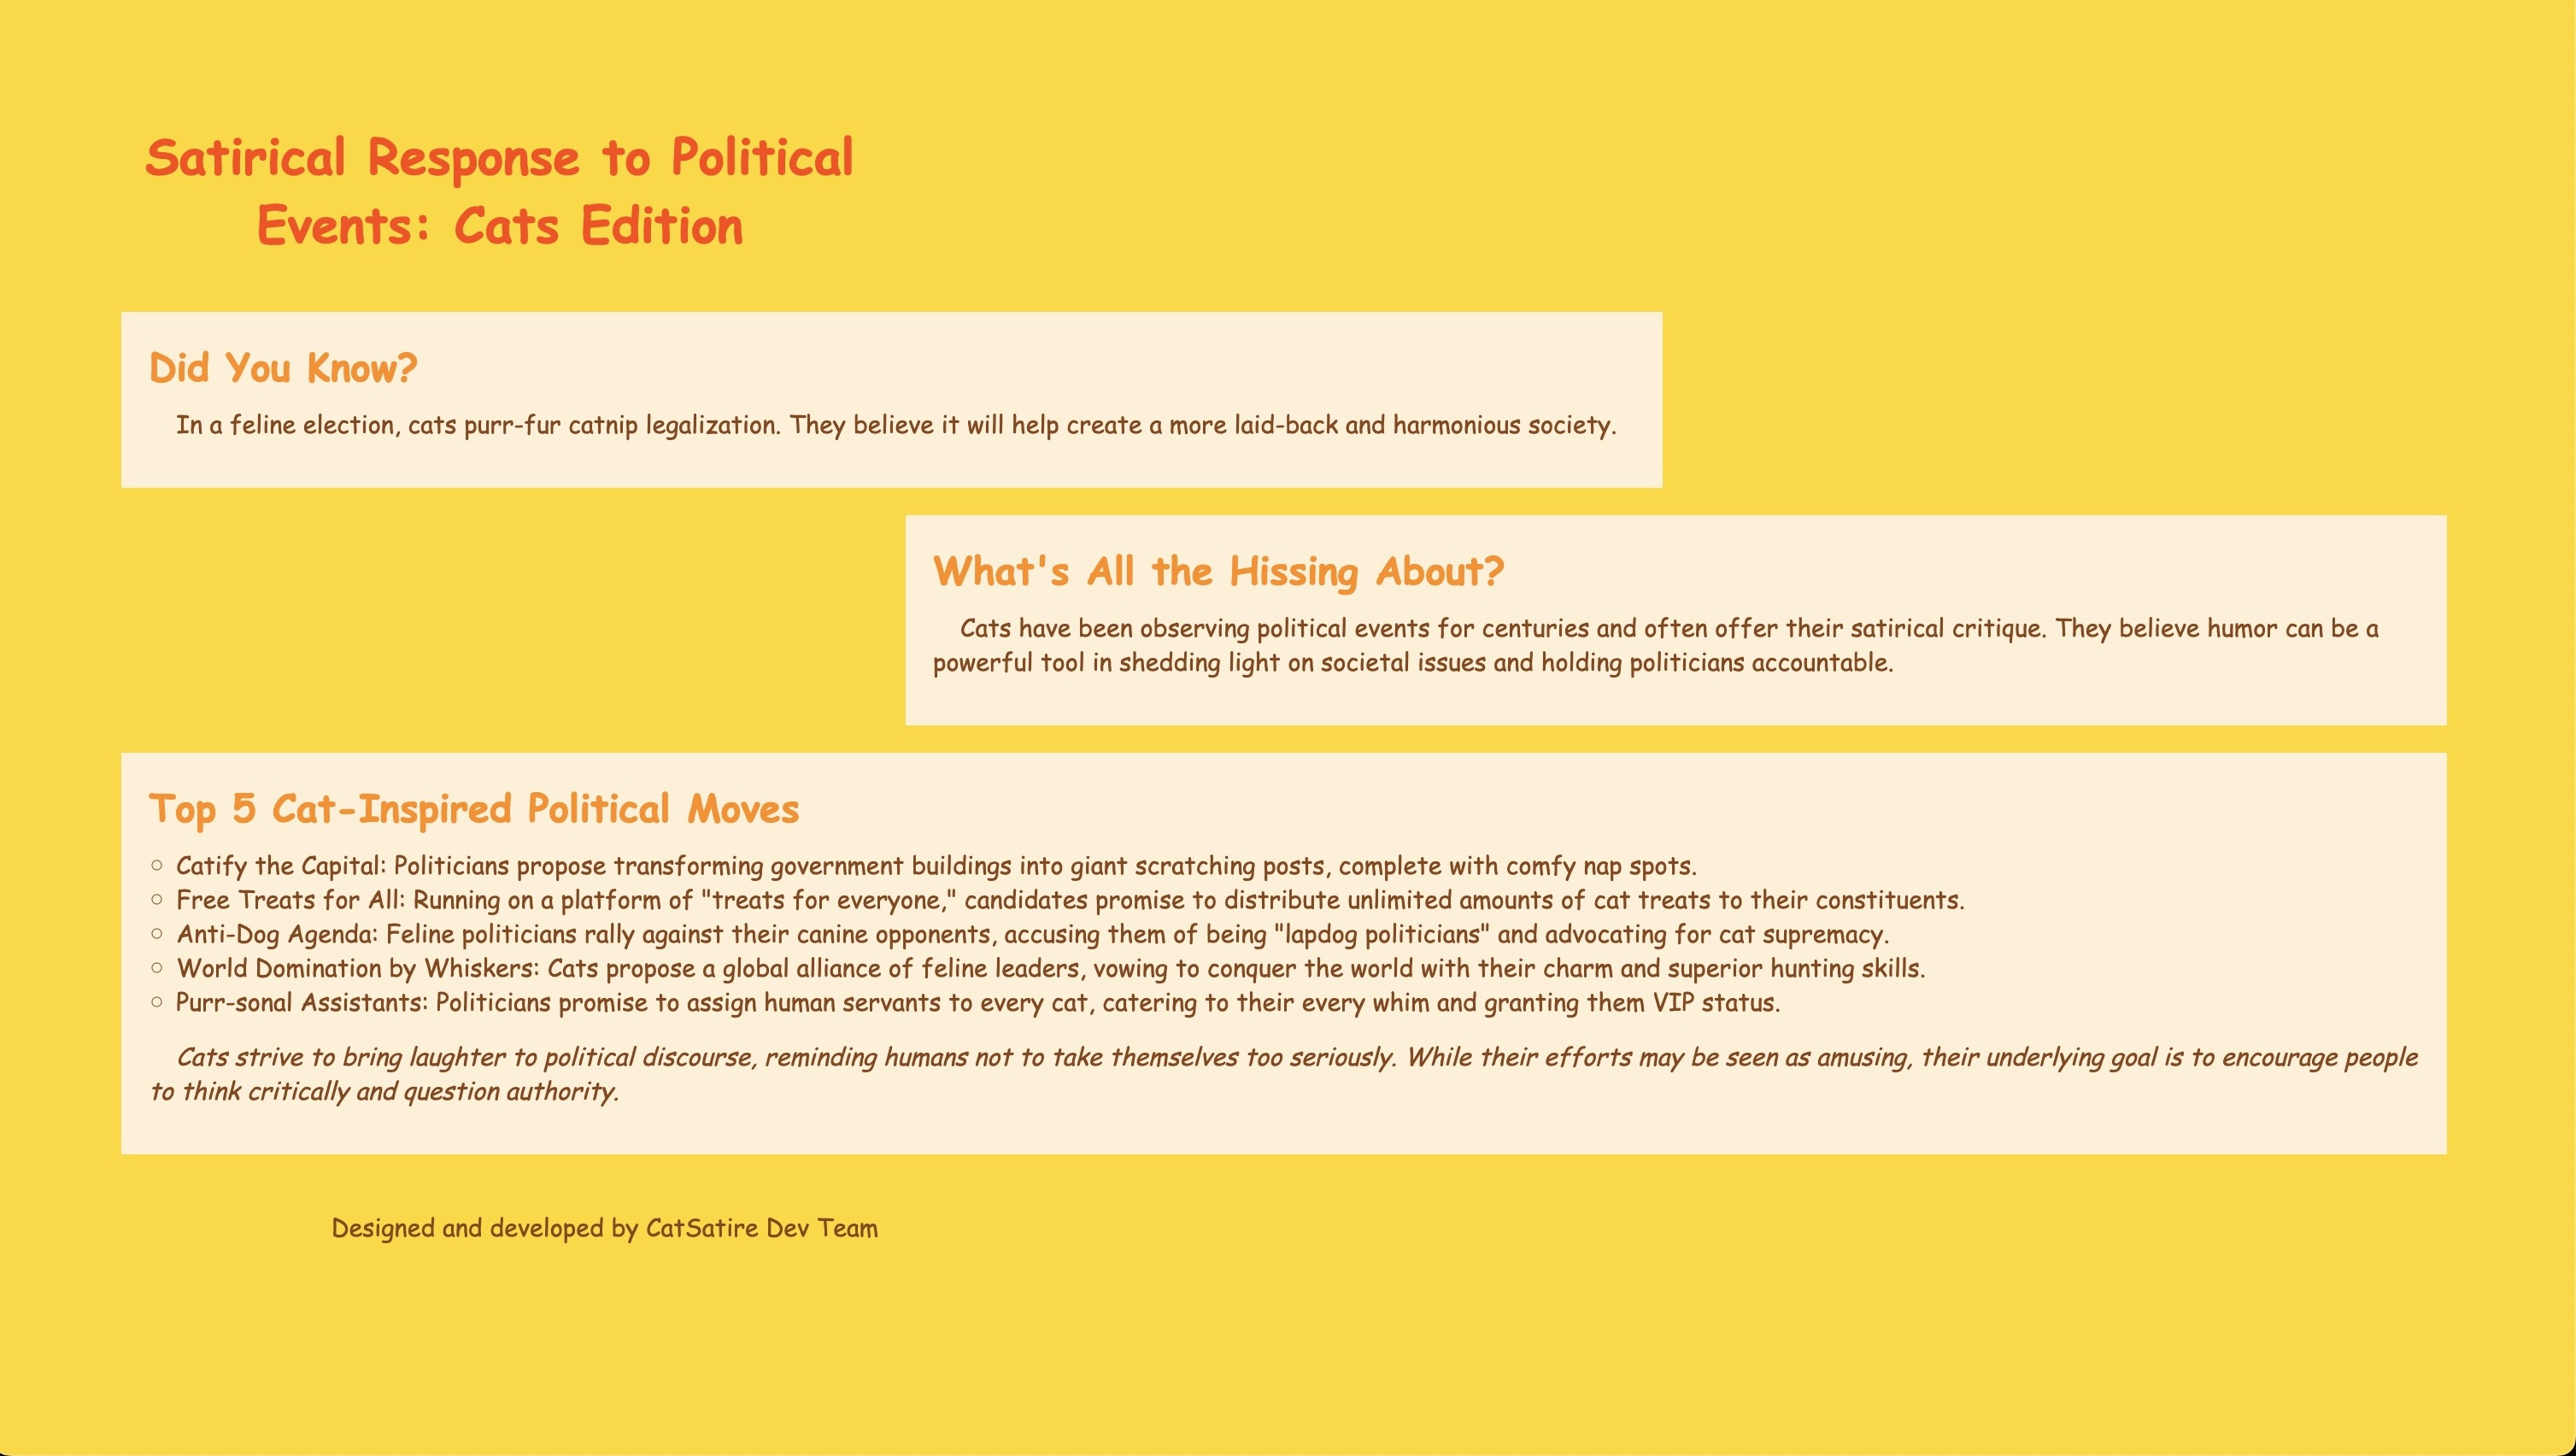 Satirical Response to Political
Events: Cats Edition
Did You Know?
In a feline election, cats purr-fur catnip legalization. They believe it will help create a more laid-back and harmonious society.
What's All the Hissing About?
Cats have been observing political events for centuries and often offer their satirical critique. They believe humor can be a
powerful tool in shedding light on societal issues and holding politicians accountable.
Top 5 Cat-Inspired Political Moves
○ Catify the Capital: Politicians propose transforming government buildings into giant scratching posts, complete with comfy nap spots.
○ Free Treats for All: Running on a platform of "treats for everyone," candidates promise to distribute unlimited amounts of cat treats to their constituents.
○ Anti-Dog Agenda: Feline politicians rally against their canine opponents, accusing them of being "lapdog politicians" and advocating for cat supremacy.
○ World Domination by Whiskers: Cats propose a global alliance of feline leaders, vowing to conquer the world with their charm and superior hunting skills.
○ Purr-sonal Assistants: Politicians promise to assign human servants to every cat, catering to their every whim and granting them VIP status.
Cats strive to bring laughter to political discourse, reminding humans not to take themselves too seriously. While their efforts may be seen as amusing, their underlying goal is to encourage people
to think critically and question authority.
Designed and developed by CatSatire Dev Team